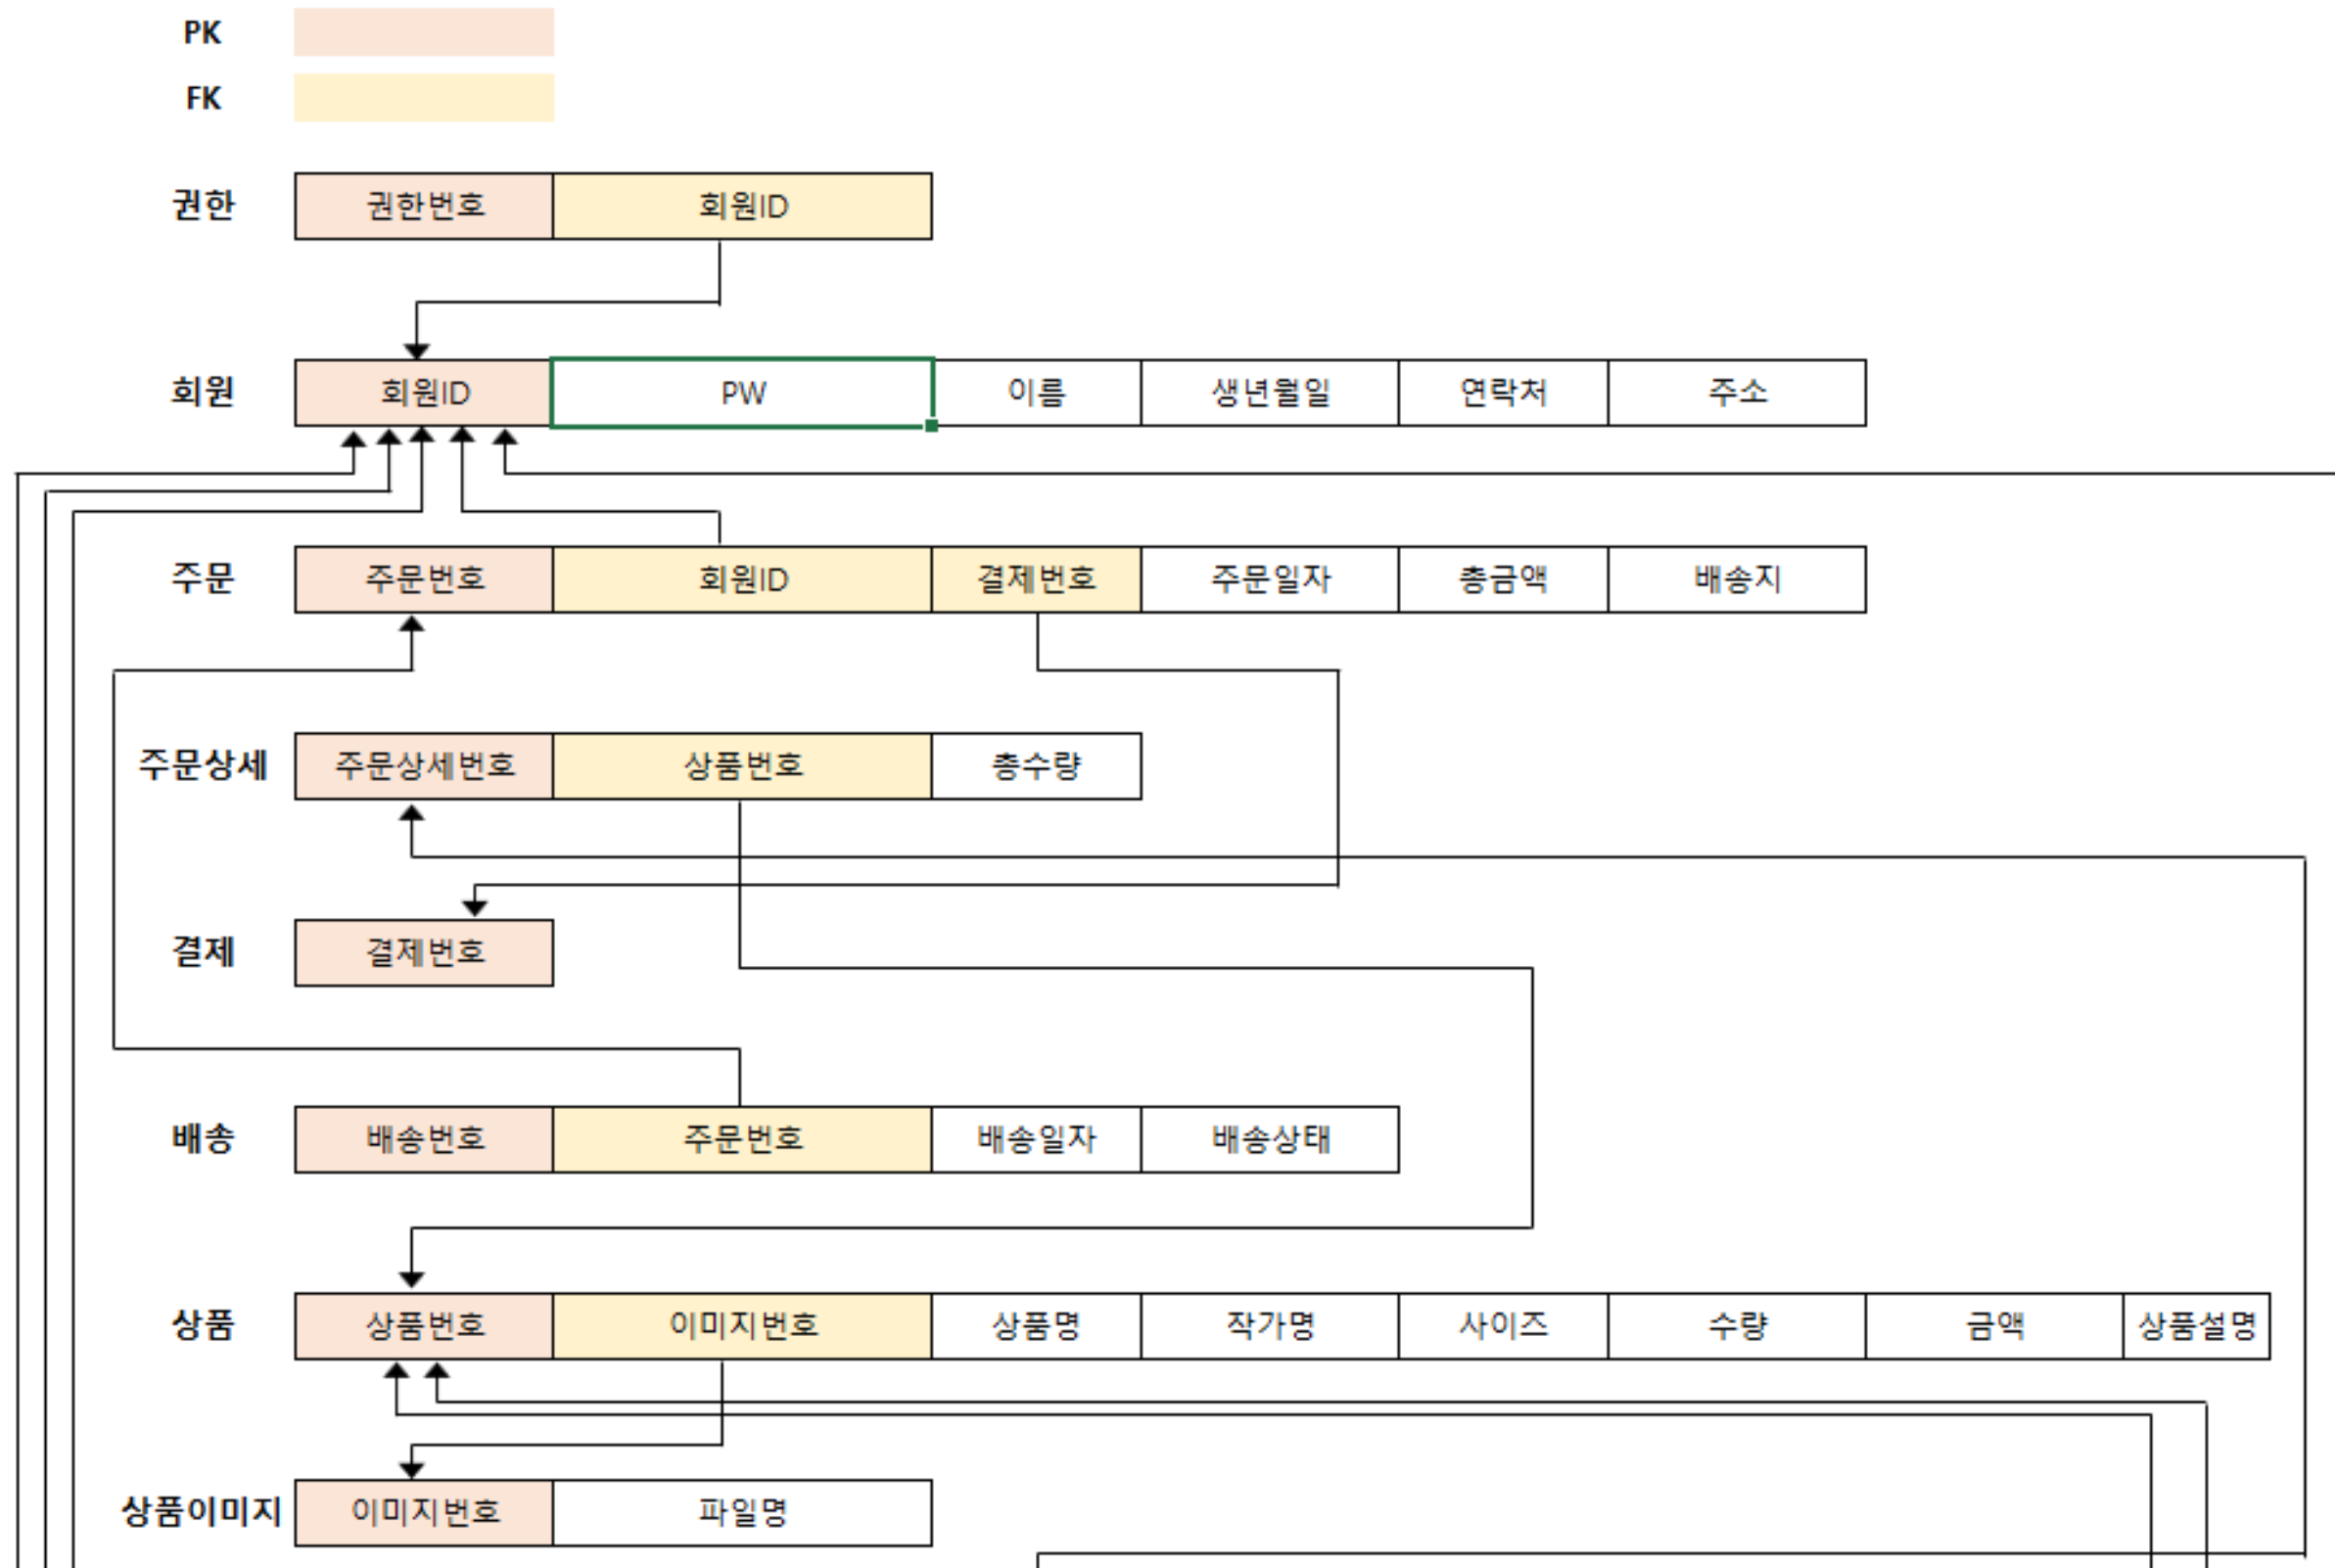 PK
FK
권한 권한번호 회원ID
회원 회원ID PW 이름 생년월일 연락처 주소
주문 주문번호 회원ID 결제번호 주문일자 총금액 배송지
주문상세 주문상세번호 상품번호 총수량
결제 결제번호
배송 배송번호 주문번호 배송일자 배송상태
상품 상품번호 이미지번호 상품명 작가명 사이즈 수량 금액 상품설명
상품이미지 이미지번호 파일명